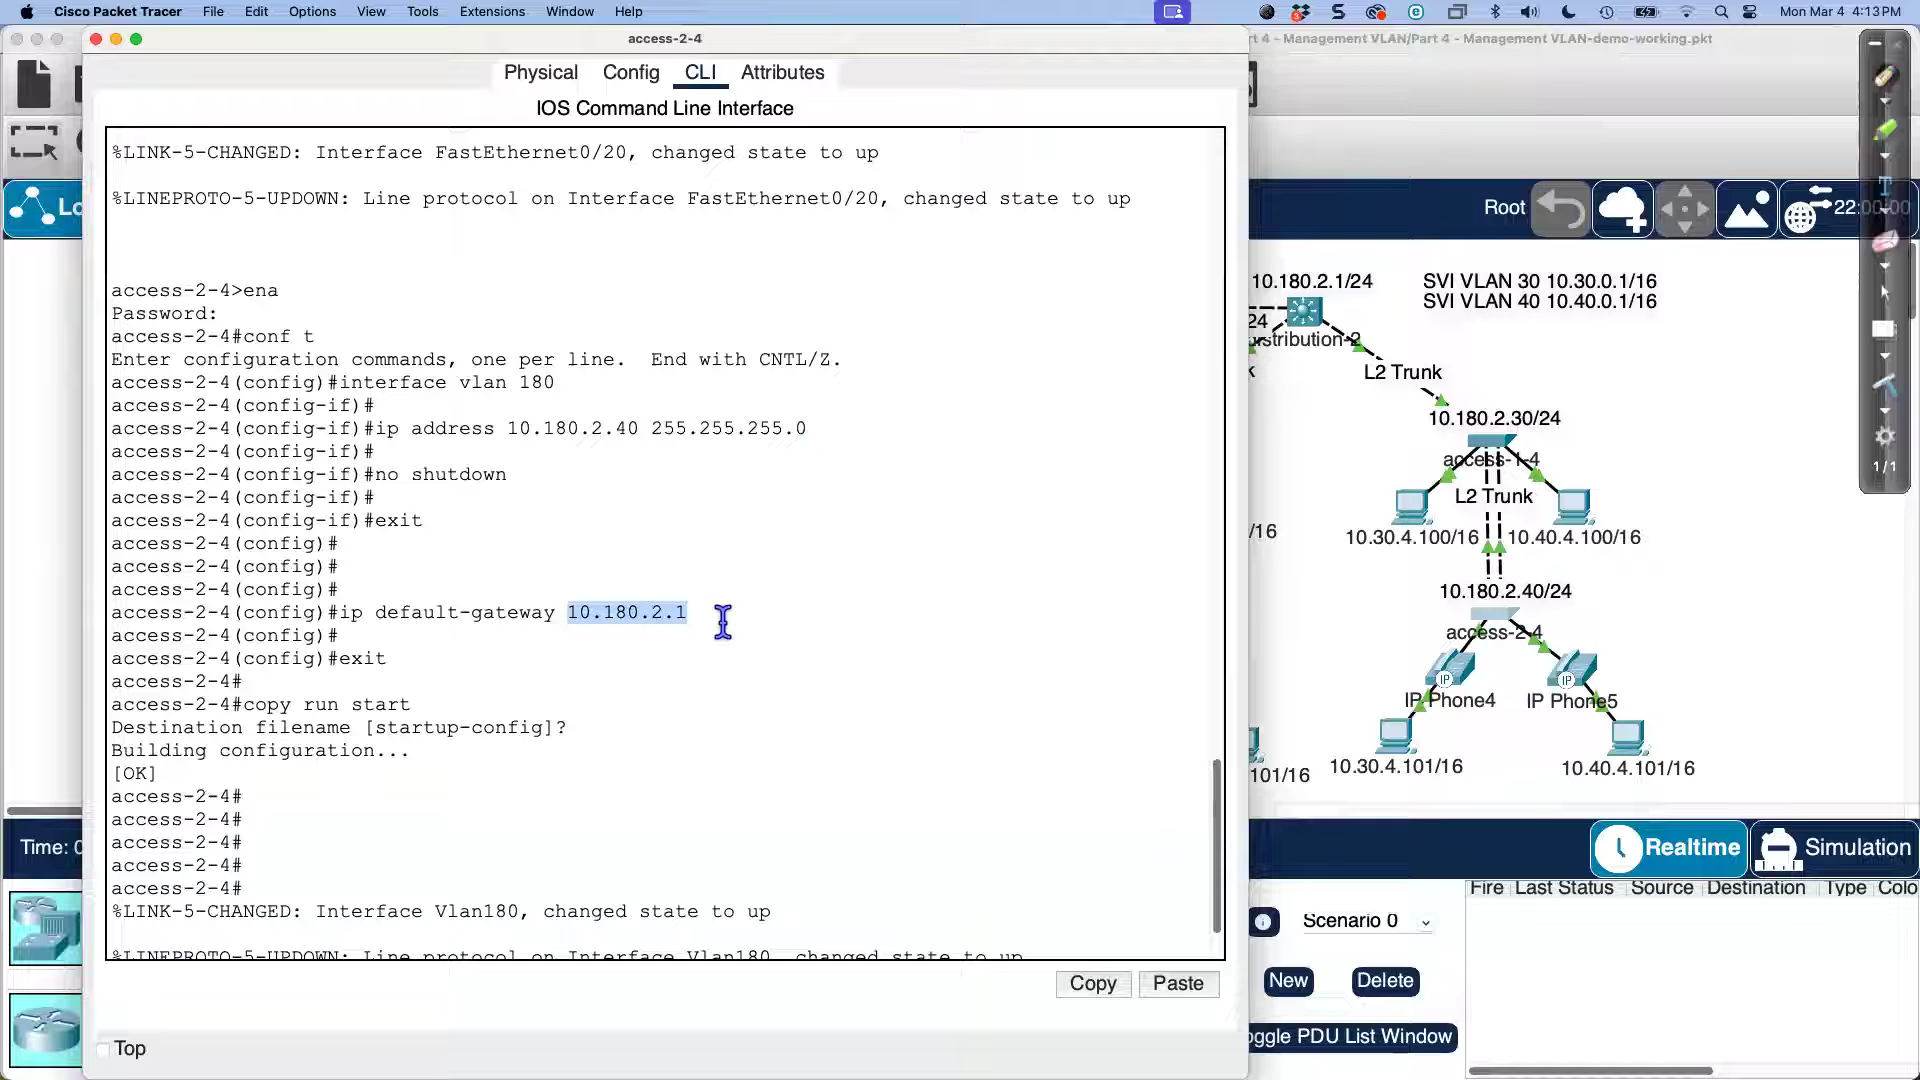 Cisco Packet Tracer File Edit Options View Tools Extensions Window Help Mon Mar 4 4:13 PM
access-2-4
4 - Management VLAN/Part 4 - Management VLAN-demo-working.pkt
Physical Config CLI Attributes
IOS Command Line Interface
%LINK-5-CHANGED: Interface FastEthernet0/20, changed state to up
%LINEPROTO-5-UPDOWN: Line protocol on Interface FastEthernet0/20, changed state to up
access-2-4>ena
Password:
access-2-4#conf t
Enter configuration commands, one per line.  End with CNTL/Z.
access-2-4(config)#interface vlan 180
access-2-4(config-if)#
access-2-4(config-if)#ip address 10.180.2.40 255.255.255.0
access-2-4(config-if)#
access-2-4(config-if)#no shutdown
access-2-4(config-if)#
access-2-4(config-if)#exit
access-2-4(config)#
access-2-4(config)#
access-2-4(config)#
access-2-4(config)#ip default-gateway 10.180.2.1
access-2-4(config)#
access-2-4(config)#exit
access-2-4#
access-2-4#copy run start
Destination filename [startup-config]?
Building configuration...
[OK]
access-2-4#
access-2-4#
access-2-4#
access-2-4#
access-2-4#
%LINK-5-CHANGED: Interface Vlan180, changed state to up
%LINEPROTO-5-UPDOWN: Line protocol on Interface Vlan180, changed state to up
Copy Paste
Top
Lo
Time: 0
Root
22:00:00
1/1
10.180.2.1/24
SVI VLAN 30 10.30.0.1/16
SVI VLAN 40 10.40.0.1/16
24
istribution-2
k
L2 Trunk
10.180.2.30/24
access-1-4
L2 Trunk
/16
10.30.4.100/16
10.40.4.100/16
10.180.2.40/24
access-2-4
IP
IP
IP Phone4
IP Phone5
101/16
10.30.4.101/16
10.40.4.101/16
Realtime
Simulation
Fire Last Status Source Destination Type Colo
Scenario 0
New Delete
oggle PDU List Window